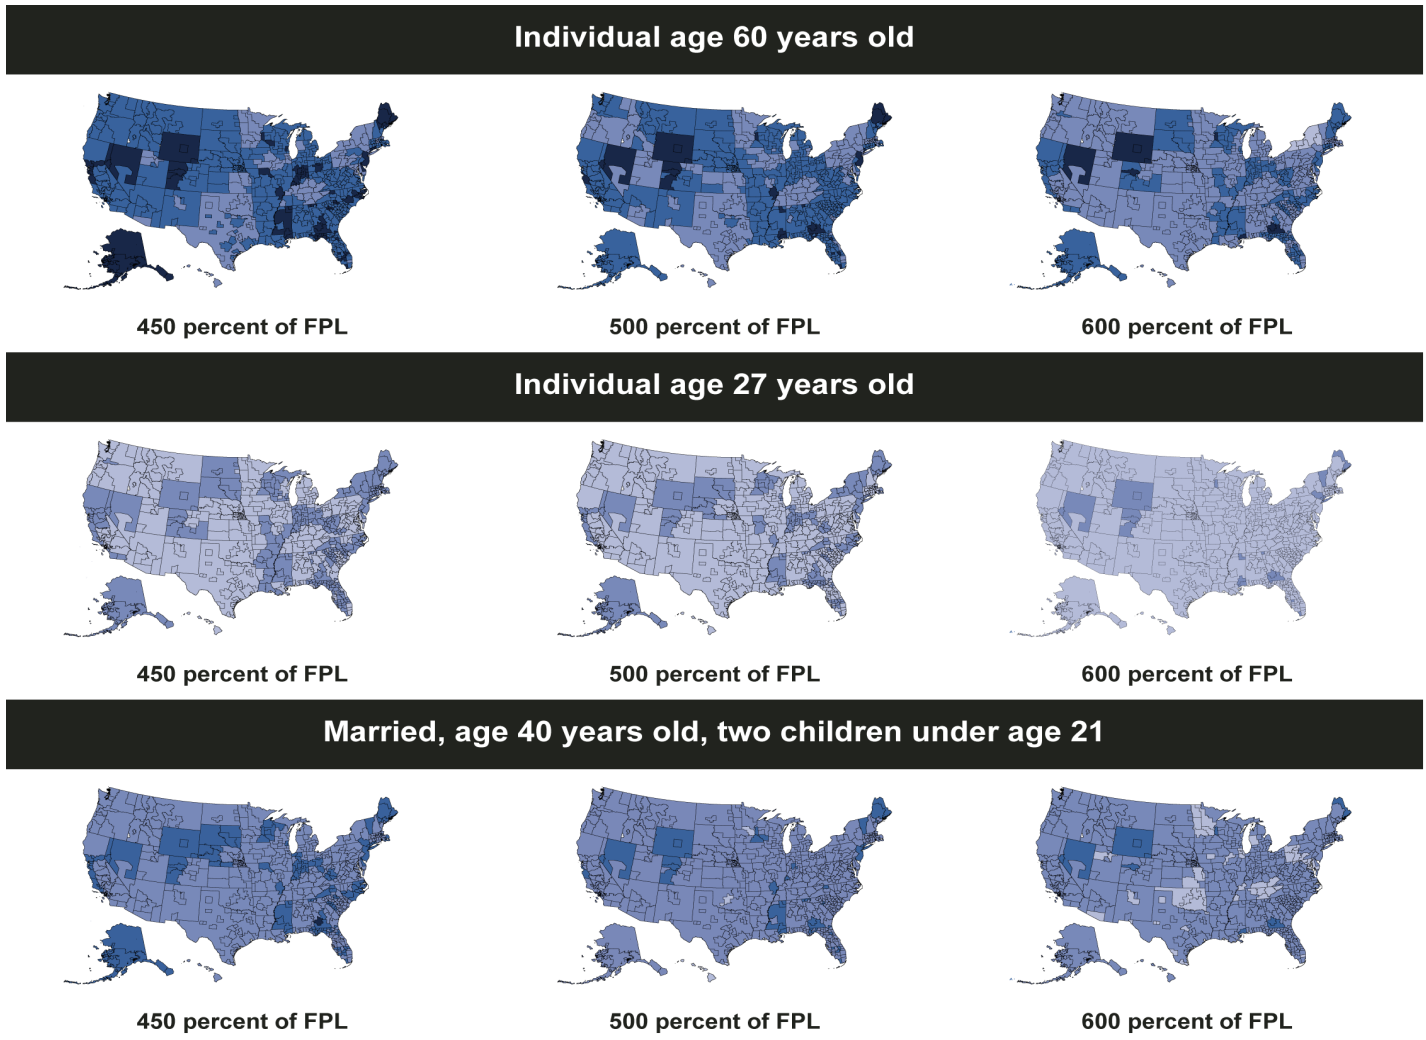 Individual age 60 years old
450 percent of FPL
500 percent of FPL
600 percent of FPL
Individual age 27 years old
450 percent of FPL
500 percent of FPL
600 percent of FPL
Married, age 40 years old, two children under age 21
450 percent of FPL
500 percent of FPL
600 percent of FPL